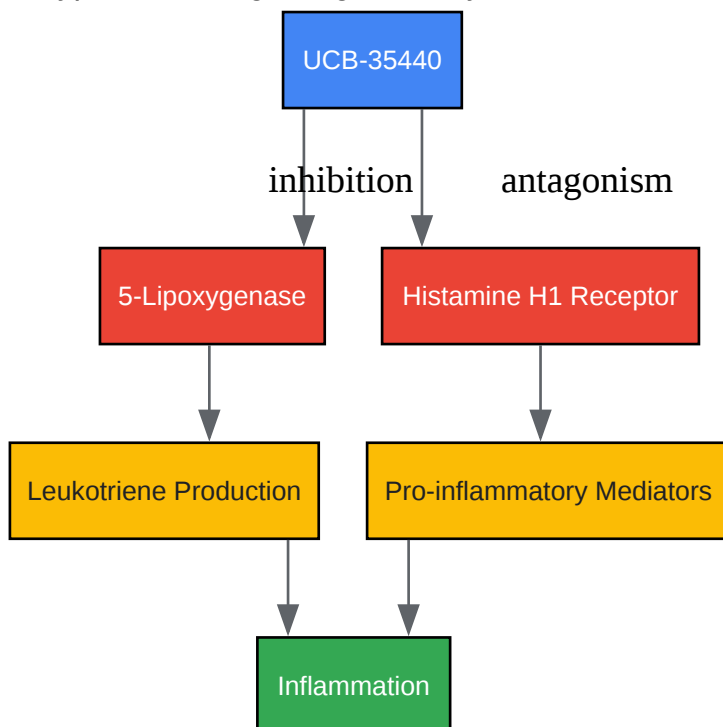 UCB-35440
inhibition
antagonism
5-Lipoxygenase
Histamine H1 Receptor
Leukotriene Production
Pro-inflammatory Mediators
Inflammation